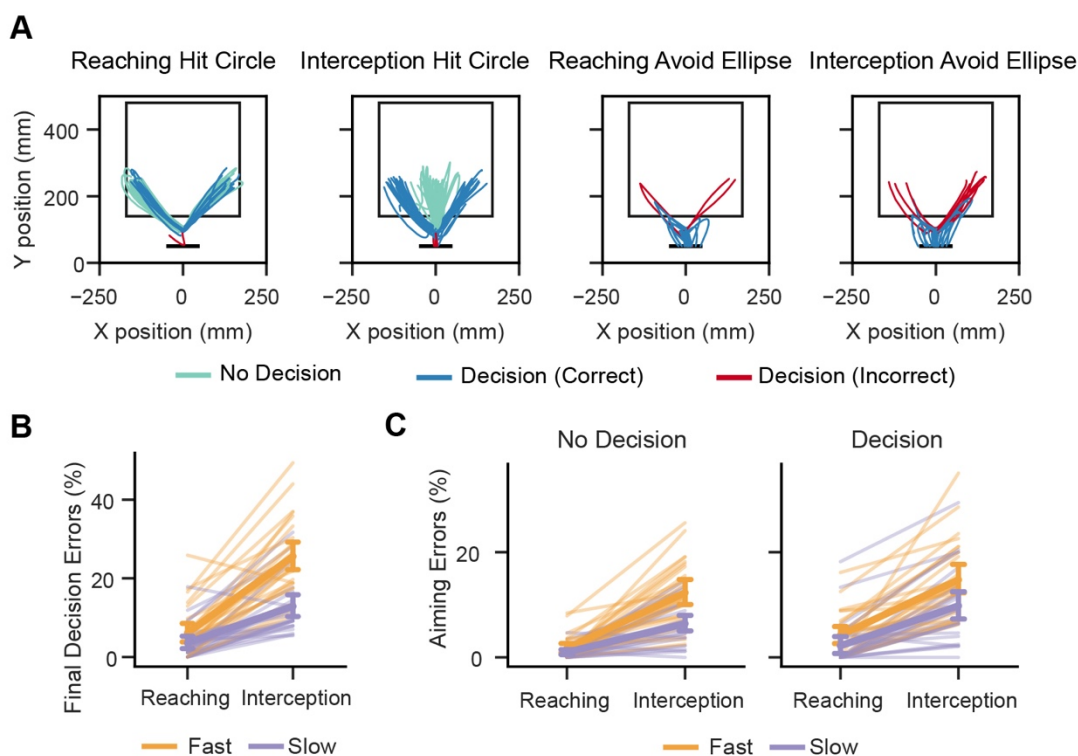 A
Reaching Hit Circle Interception Hit Circle Reaching Avoid Ellipse Interception Avoid Ellipse
Y position (mm)
400
200
0
−250 0 250 −250 0 250 −250 0 250 −250 0 250
X position (mm) X position (mm) X position (mm) X position (mm)
No Decision Decision (Correct) Decision (Incorrect)
B
Final Decision Errors (%)
40
20
0
Reaching Interception
Fast Slow
C
No Decision Decision
Aiming Errors (%)
20
0
Reaching Interception Reaching Interception
Fast Slow